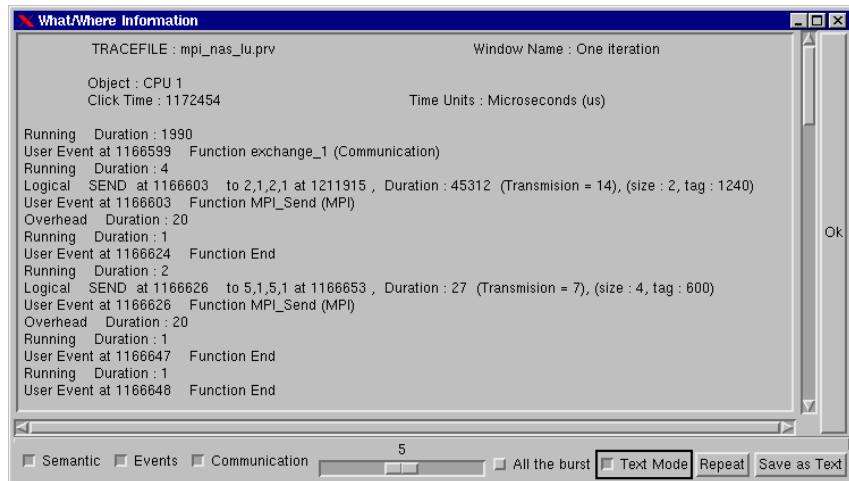 What/Where Information
TRACEFILE : mpi_nas_lu.prv Window Name : One iteration
Object : CPU 1
Click Time : 1172454 Time Units : Microseconds (us)
Running Duration : 1990
User Event at 1166599 Function exchange_1 (Communication)
Running Duration : 4
Logical SEND at 1166603 to 2,1,2,1 at 1211915 , Duration : 45312 (Transmision = 14), (size : 2, tag : 1240)
User Event at 1166603 Function MPI_Send (MPI)
Overhead Duration : 20
Running Duration : 1
User Event at 1166624 Function End
Running Duration : 2
Logical SEND at 1166626 to 5,1,5,1 at 1166653 , Duration : 27 (Transmision = 7), (size : 4, tag : 600)
User Event at 1166626 Function MPI_Send (MPI)
Overhead Duration : 20
Running Duration : 1
User Event at 1166647 Function End
Running Duration : 1
User Event at 1166648 Function End
Ok
5
Semantic Events Communication All the burst Text Mode Repeat Save as Text